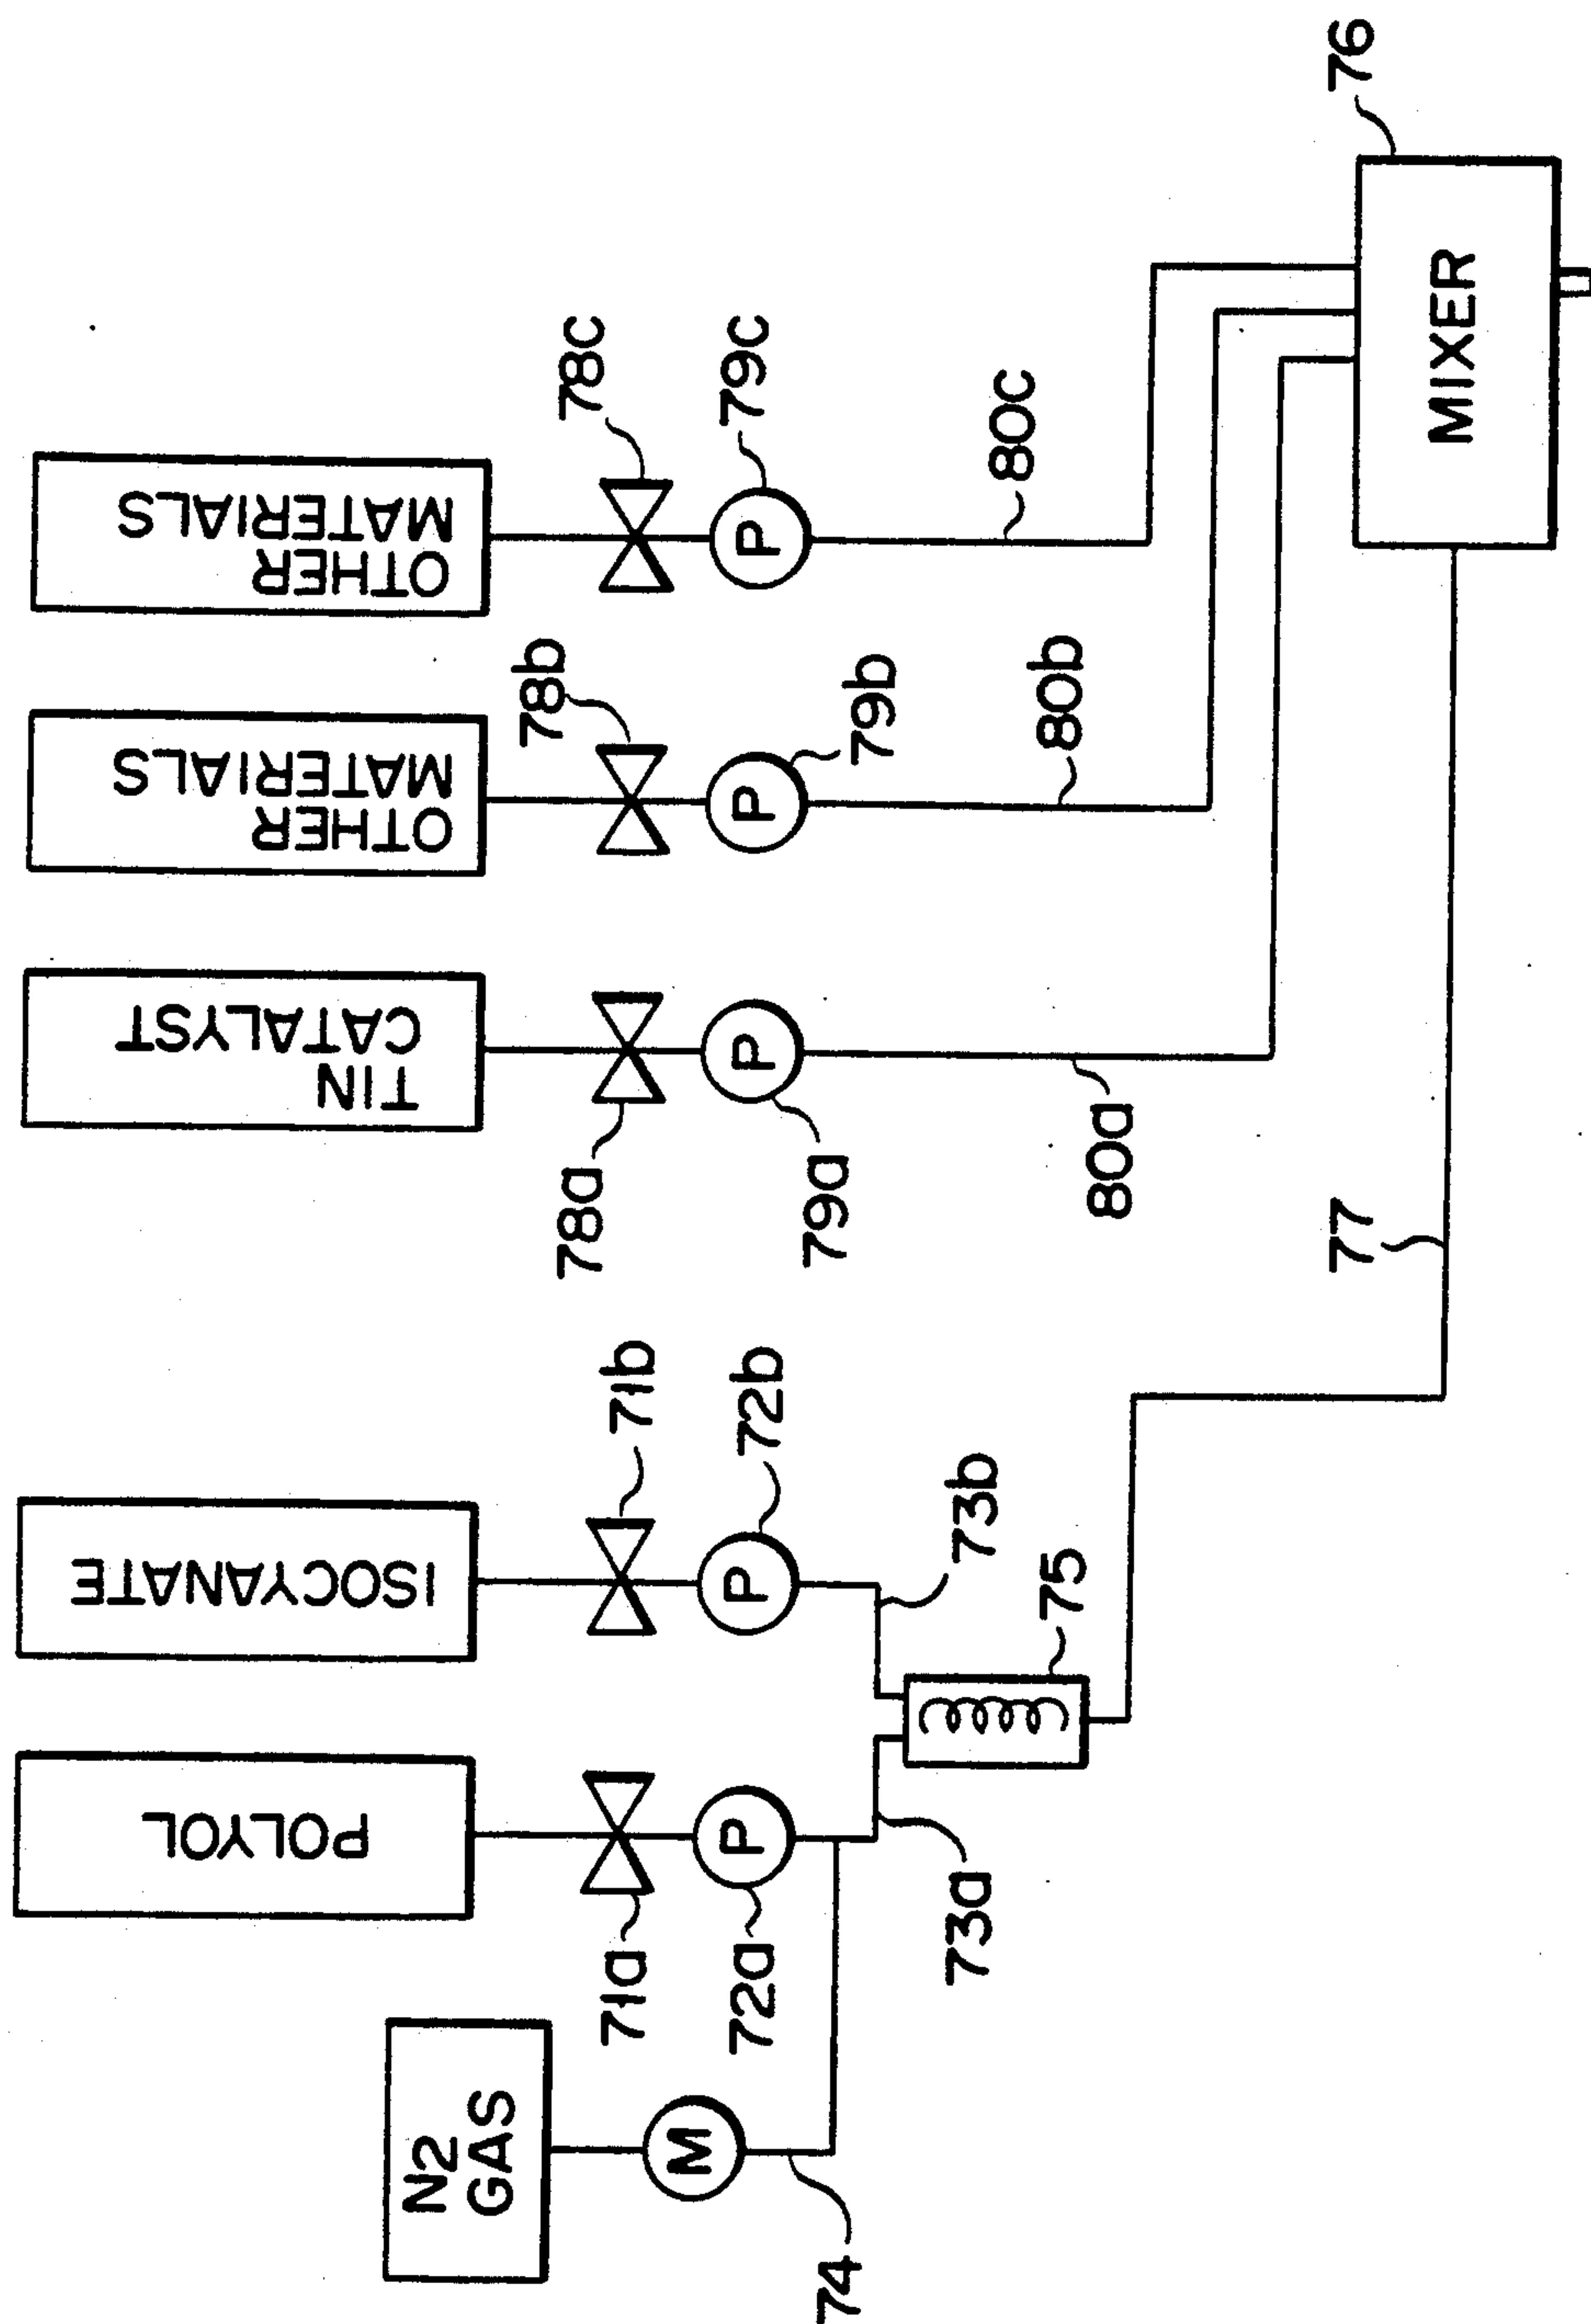 OTHER
MATERIALS
OTHER
MATERIALS
TIN
CATALYST
ISOCYANATE
POLYOL
N2
GAS
78c
79c
80c
78b
79b
80b
78a
79a
80a
71b
72b
73b
71a
72a
73a
M
P
P
P
P
P
74
75
77
76
MIXER